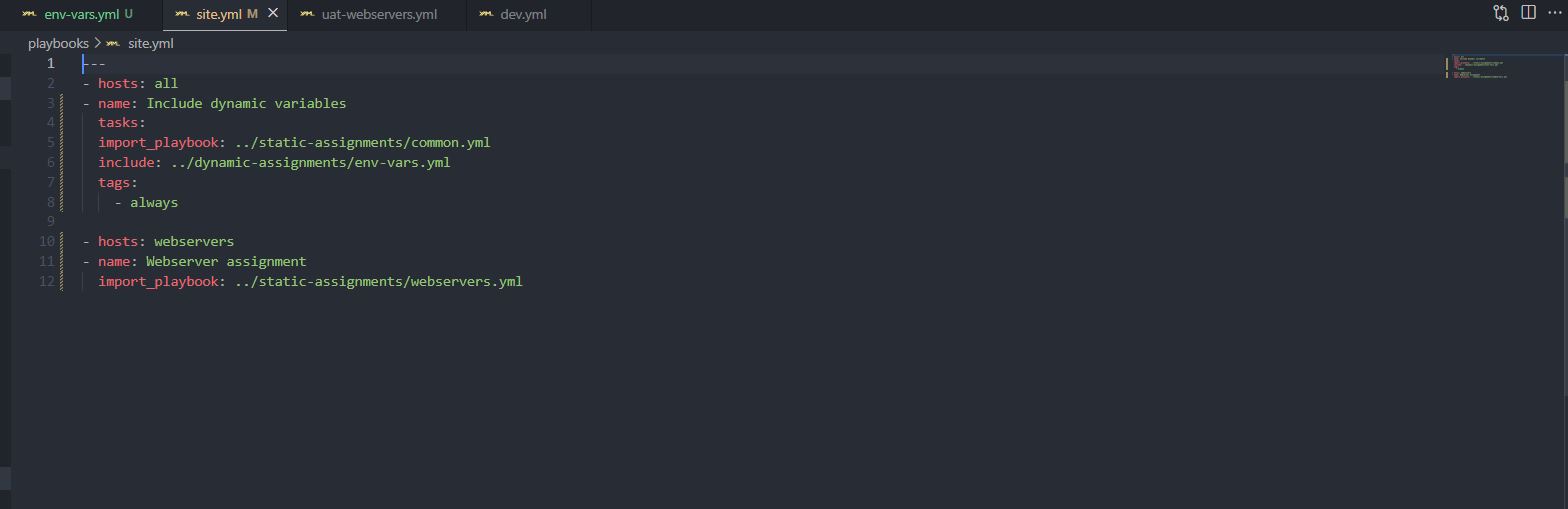 env-vars.yml U site.yml M uat-webservers.yml dev.yml
playbooks > site.yml
1 ---
2 - hosts: all
3 - name: Include dynamic variables
4 tasks:
5 import_playbook: ../static-assignments/common.yml
6 include: ../dynamic-assignments/env-vars.yml
7 tags:
8 - always
9
10 - hosts: webservers
11 - name: Webserver assignment
12 import_playbook: ../static-assignments/webservers.yml